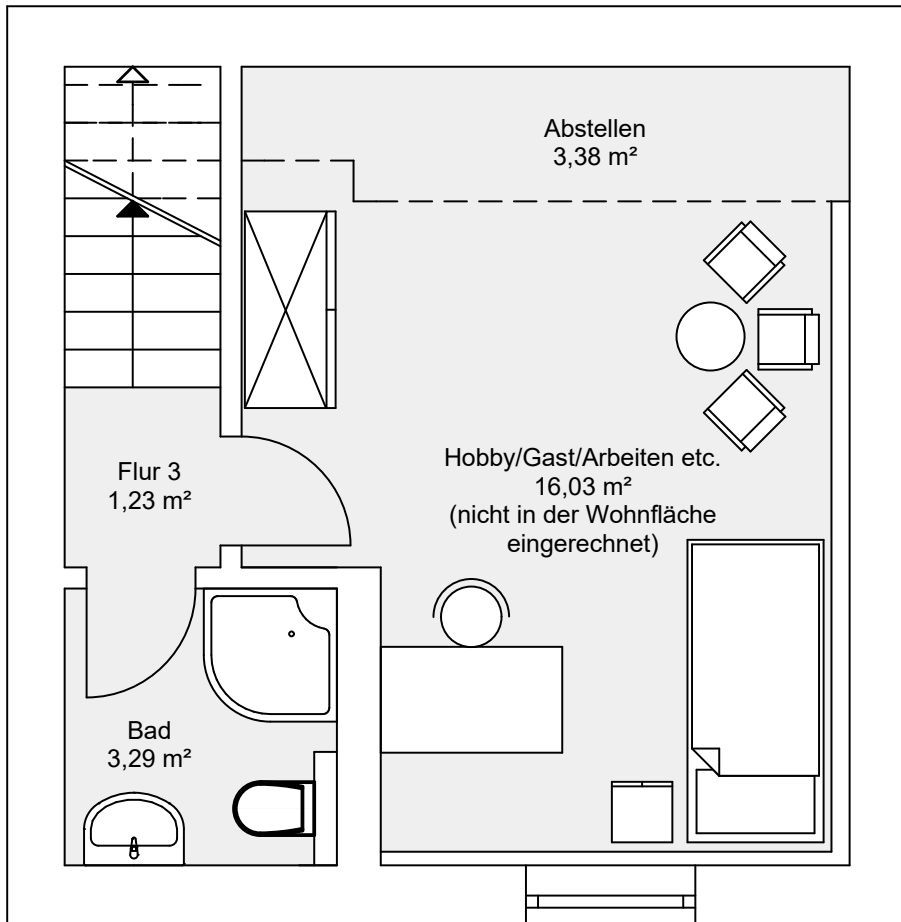 Abstellen
3,38 m²
Flur 3
1,23 m²
Hobby/Gast/Arbeiten etc.
16,03 m²
(nicht in der Wohnfläche
eingerechnet)
Bad
3,29 m²